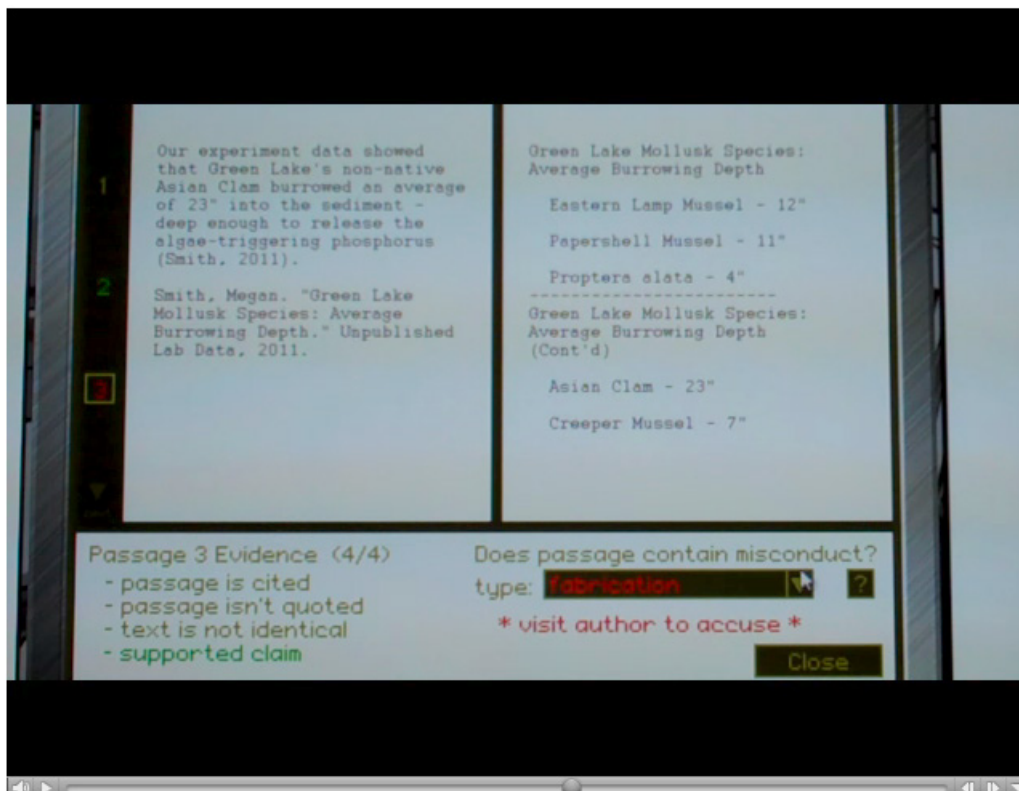 1
2
3
Our experiment data showed
that Green Lake's non-native
Asian Clam burrowed an average
of 23" into the sediment -
deep enough to release the
algae-triggering phosphorus
(Smith, 2011).
Smith, Megan. "Green Lake
Mollusk Species: Average
Burrowing Depth." Unpublished
Lab Data, 2011.
Green Lake Mollusk Species:
Average Burrowing Depth
Eastern Lamp Mussel - 12"
Papershell Mussel - 11"
Proptera alata - 4"
------------------------
Green Lake Mollusk Species:
Average Burrowing Depth
(Cont'd)
Asian Clam - 23"
Creeper Mussel - 7"
Passage 3 Evidence (4/4)
- passage is cited
- passage isn't quoted
- text is not identical
- supported claim
Does passage contain misconduct?
type: fabrication ?
* visit author to accuse *
Close